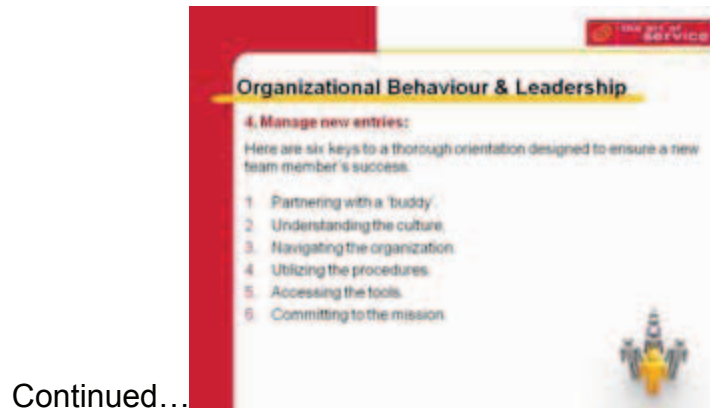 the art of
service
Organizational Behaviour & Leadership
4. Manage new entries:
Here are six keys to a thorough orientation designed to ensure a new
team member's success.
1. Partnering with a 'buddy'.
2. Understanding the culture.
3. Navigating the organization.
4. Utilizing the procedures.
5. Accessing the tools.
6. Committing to the mission.
Continued…